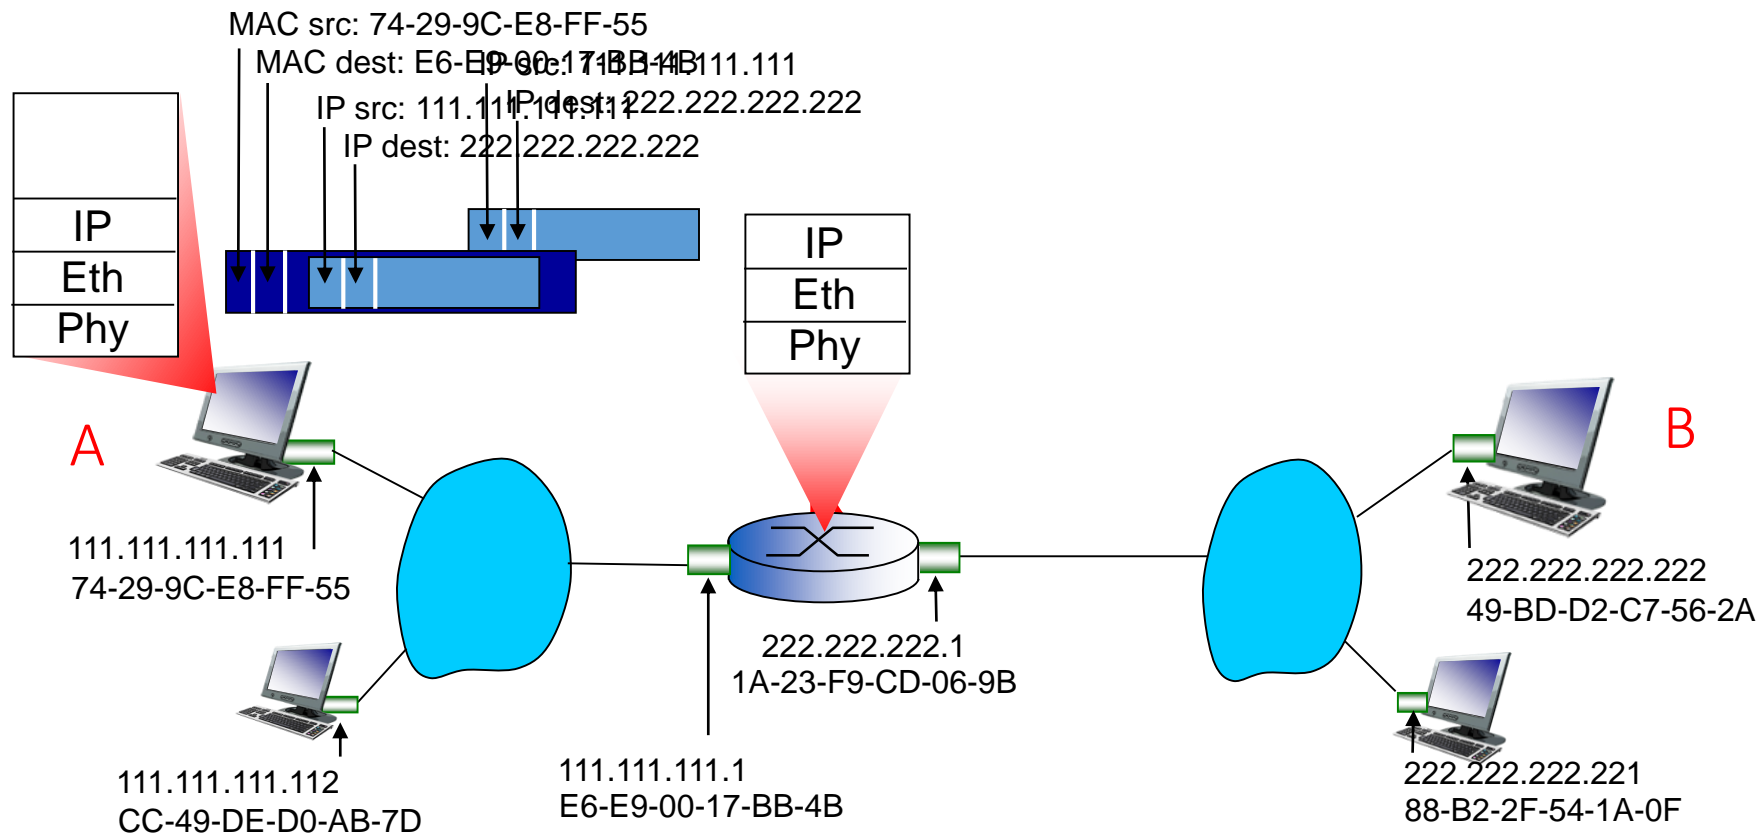 MAC src: 74-29-9C-E8-FF-55
MAC dest: E6-E9-00-17-BB-4B
IP src: 111.111.111.111
IP dest: 222.222.222.222
IP src: 111.111.111.111
IP dest: 222.222.222.222
IP
Eth
Phy
IP
Eth
Phy
A
B
111.111.111.111
74-29-9C-E8-FF-55
222.222.222.222
49-BD-D2-C7-56-2A
222.222.222.1
1A-23-F9-CD-06-9B
111.111.111.112
CC-49-DE-D0-AB-7D
111.111.111.1
E6-E9-00-17-BB-4B
222.222.222.221
88-B2-2F-54-1A-0F